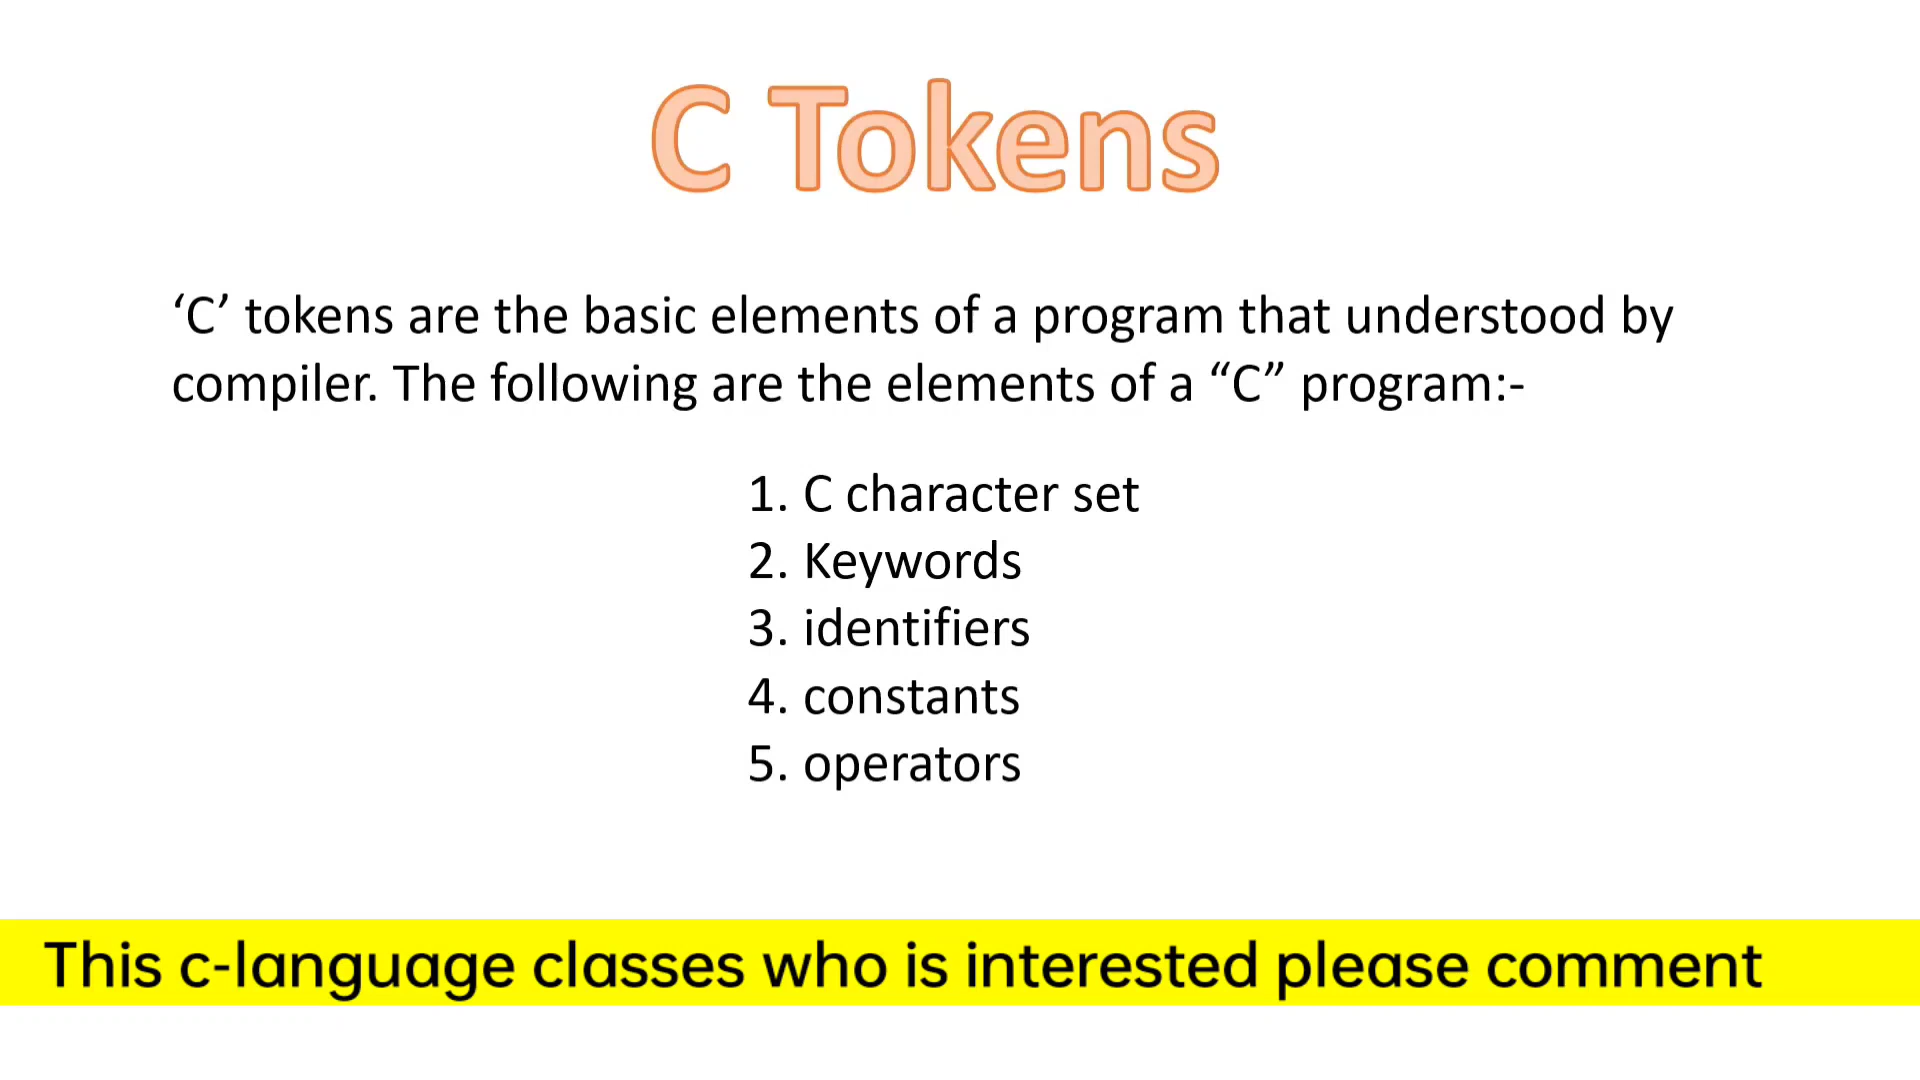 C Tokens
‘C’ tokens are the basic elements of a program that understood by
compiler. The following are the elements of a “C” program:-
1. C character set
2. Keywords
3. identifiers
4. constants
5. operators
This c-language classes who is interested please comment